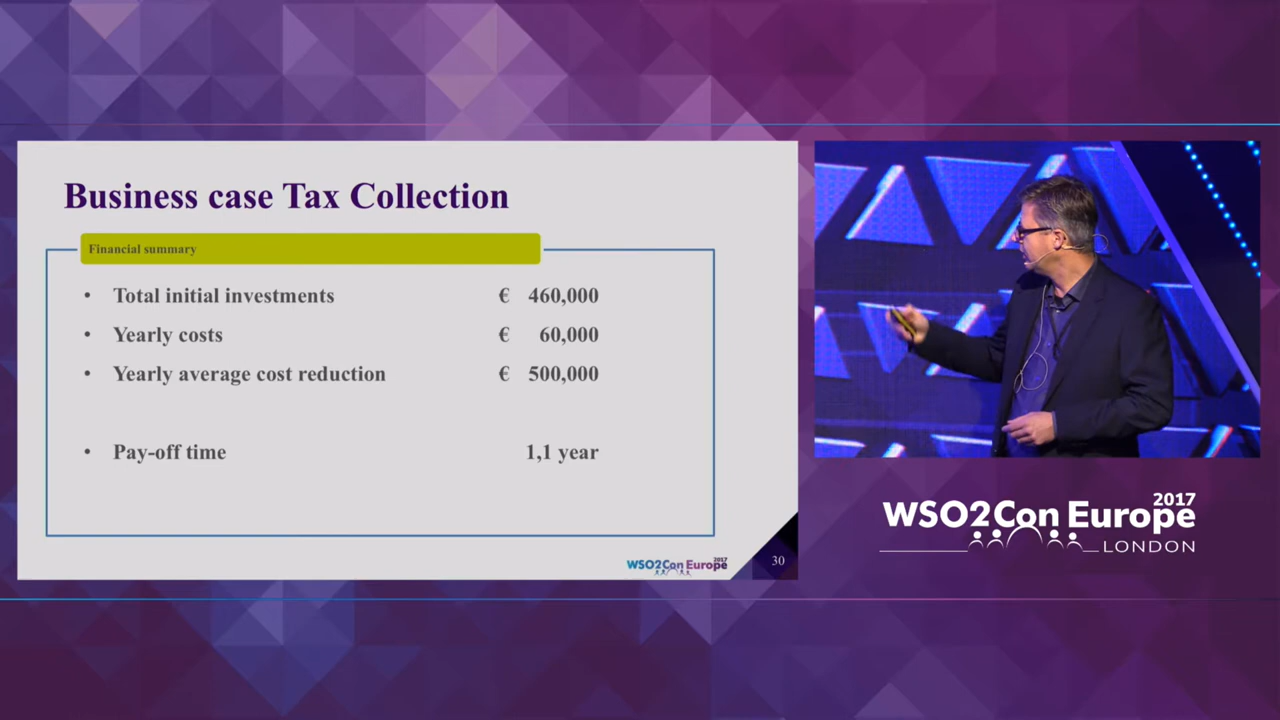 Business case Tax Collection
Financial summary
• Total initial investments € 460,000
• Yearly costs € 60,000
• Yearly average cost reduction € 500,000
• Pay-off time 1,1 year
WSO2Con Europe 2017
30
WSO2Con Europe 2017
LONDON